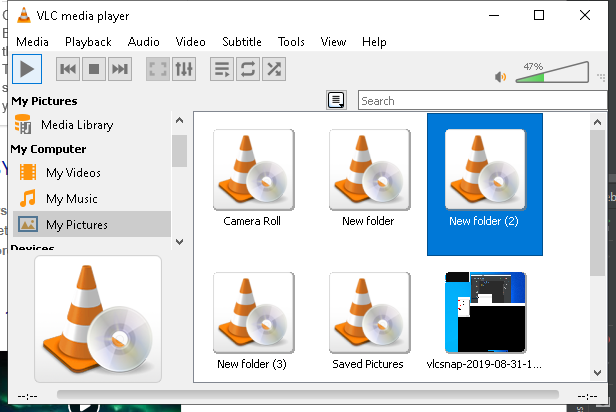 VLC media player
Media Playback Audio Video Subtitle Tools View Help
47%
My Pictures
Media Library
Search
My Computer
My Videos
My Music
My Pictures
Devices
Camera Roll
New folder
New folder (2)
New folder (3)
Saved Pictures
vlcsnap-2019-08-31-1...
--:--
--:--